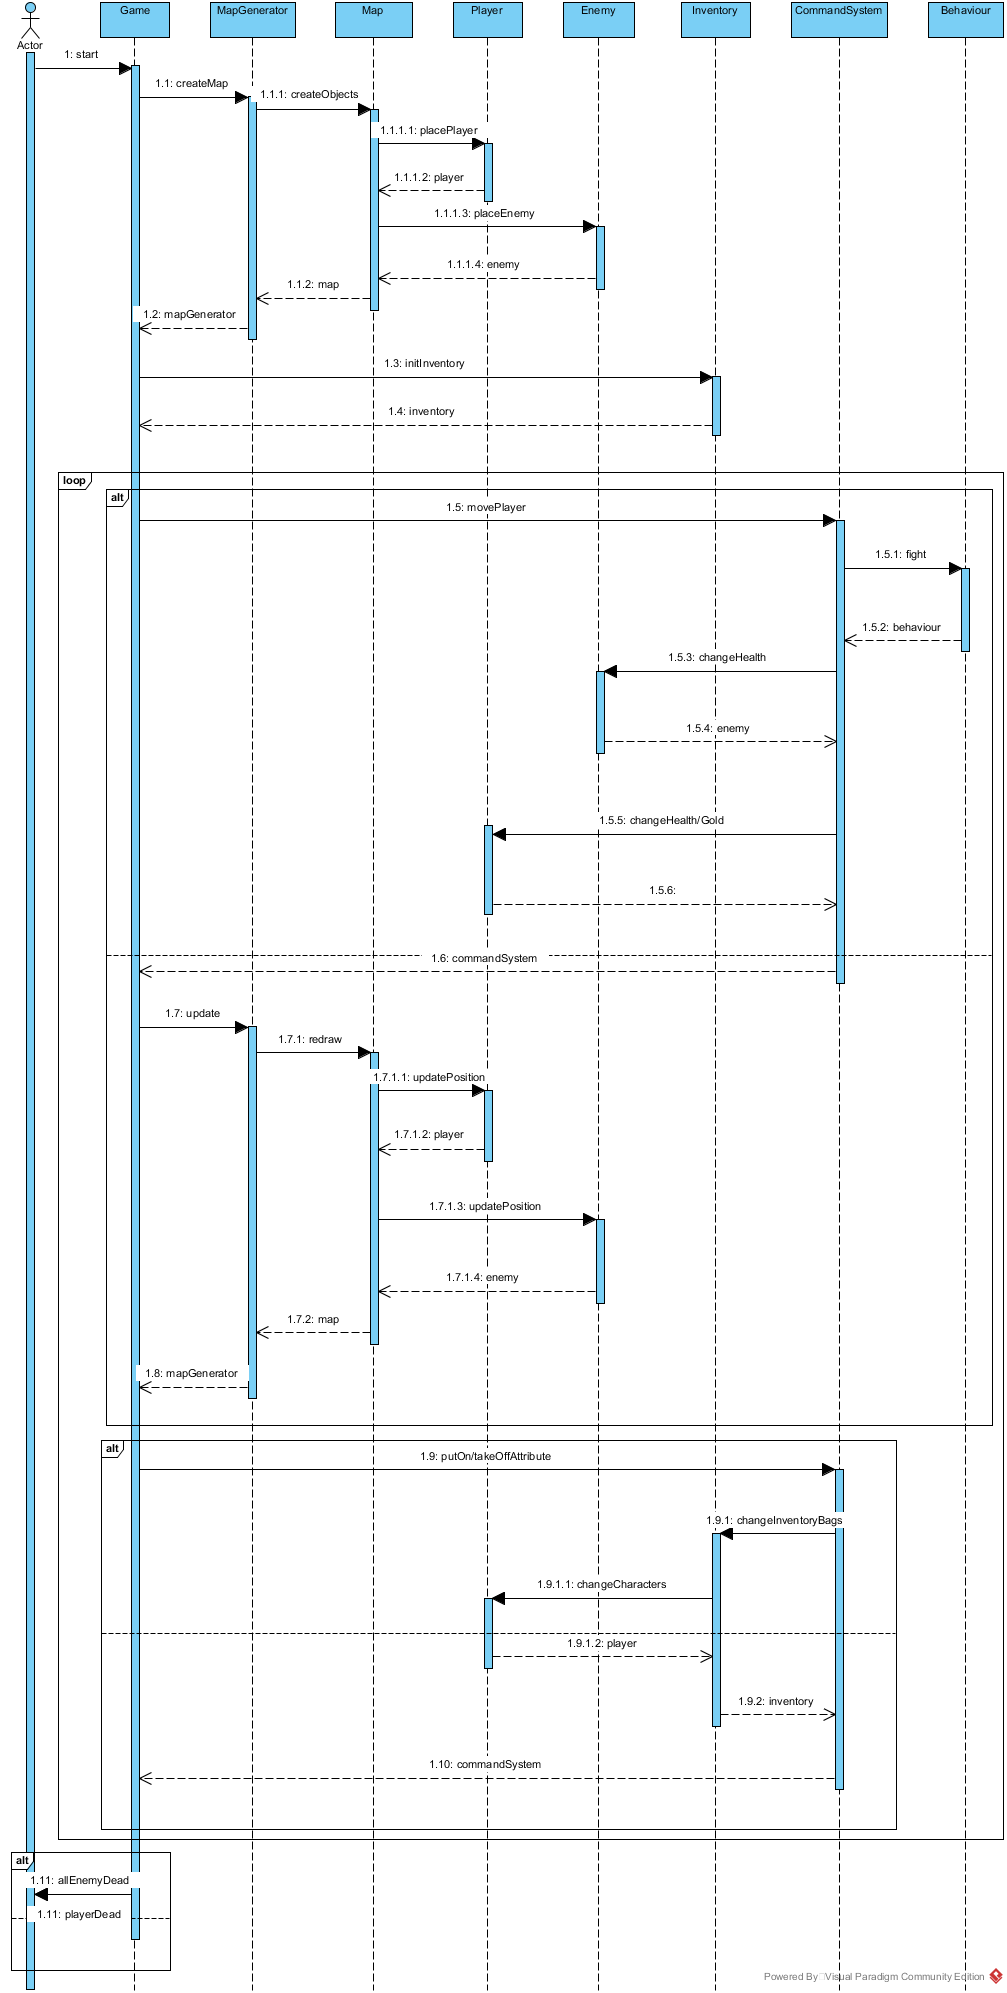 Game
MapGenerator
Map
Player
Enemy
Inventory
CommandSystem
Behaviour
Actor
1: start
1.1: createMap
1.1.1: createObjects
1.1.1.1: placePlayer
1.1.1.2: player
1.1.1.3: placeEnemy
1.1.1.4: enemy
1.1.2: map
1.2: mapGenerator
1.3: initInventory
1.4: inventory
loop
alt
1.5: movePlayer
1.5.1: fight
1.5.2: behaviour
1.5.3: changeHealth
1.5.4: enemy
1.5.5: changeHealth/Gold
1.5.6:
1.6: commandSystem
1.7: update
1.7.1: redraw
1.7.1.1: updatePosition
1.7.1.2: player
1.7.1.3: updatePosition
1.7.1.4: enemy
1.7.2: map
1.8: mapGenerator
alt
1.9: putOn/takeOffAttribute
1.9.1: changeInventoryBags
1.9.1.1: changeCharacters
1.9.1.2: player
1.9.2: inventory
1.10: commandSystem
alt
1.11: allEnemyDead
1.11: playerDead
Powered By Visual Paradigm Community Edition